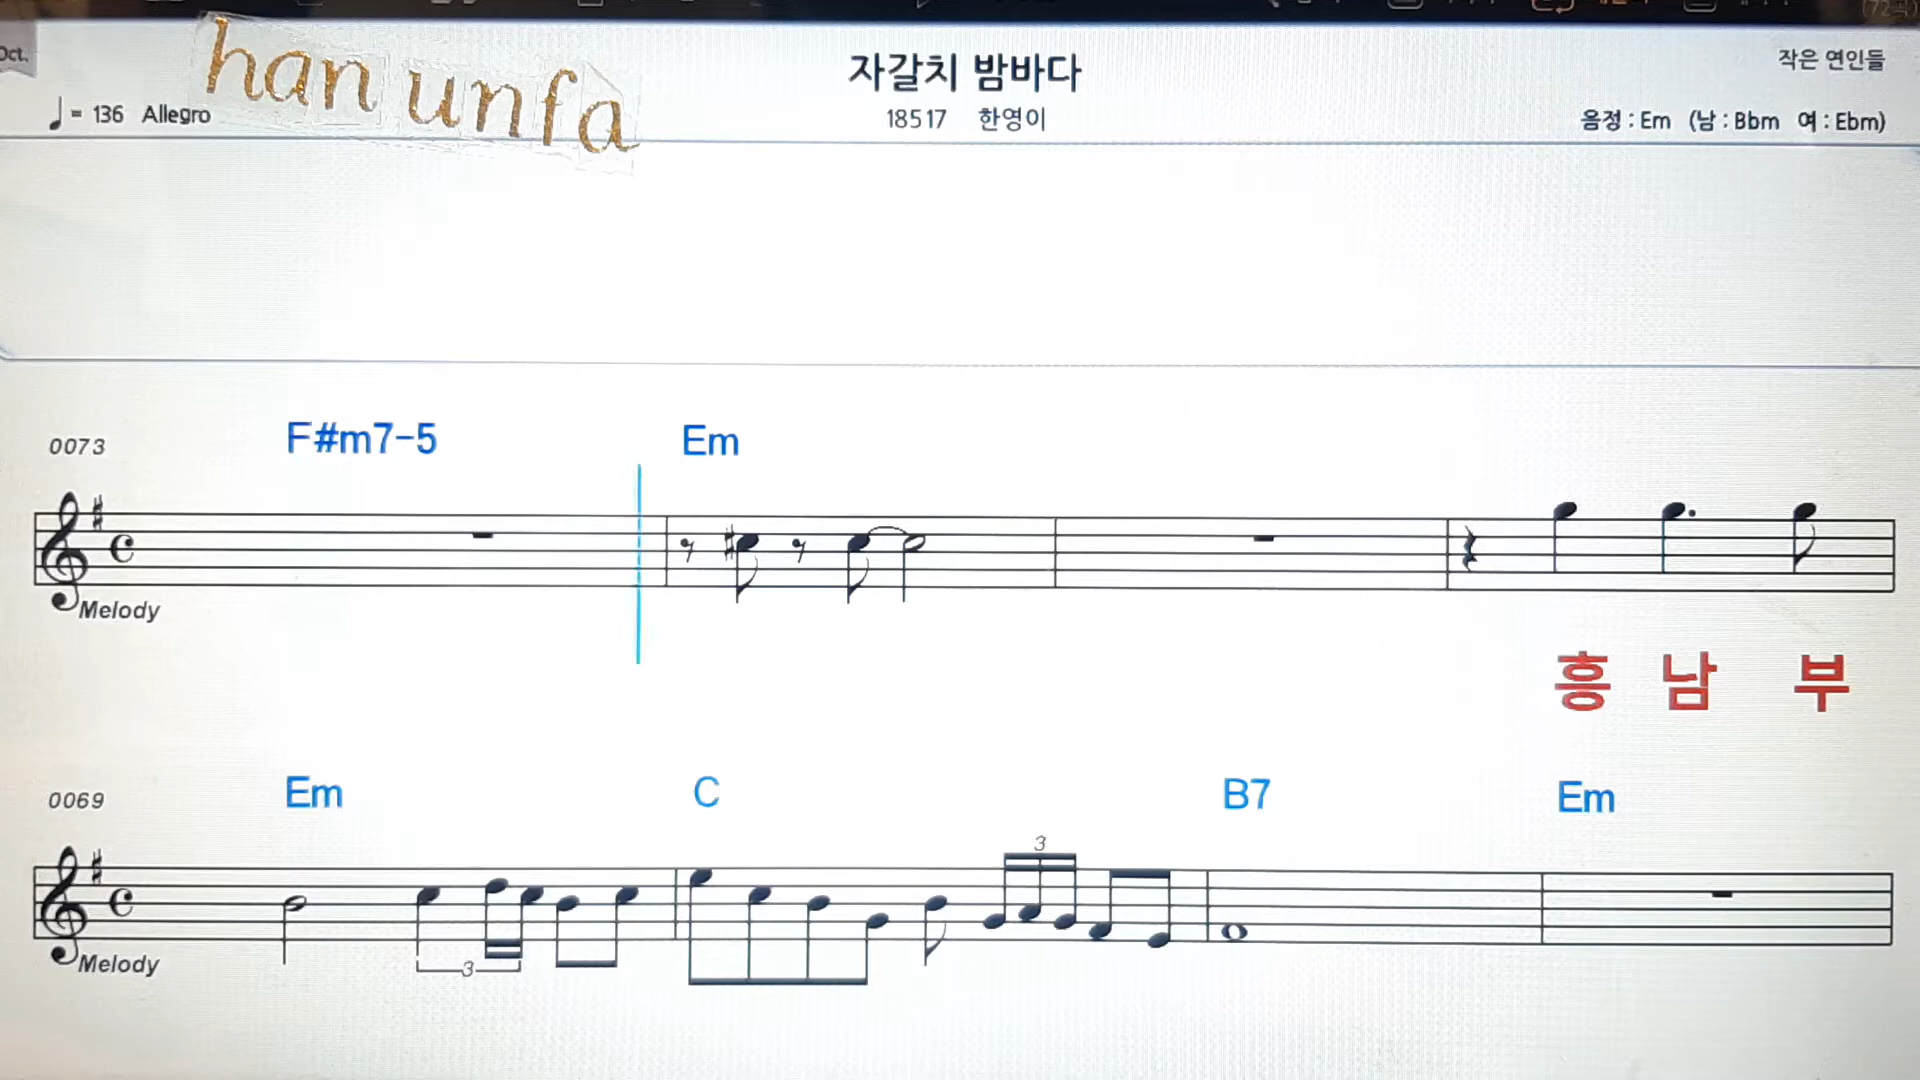 Oct.
han unfa
♩= 136 Allegro
자갈치 밤바다
18517 한영이
작은 연인들
음정 : Em (남 : Bbm 여 : Ebm)
0073 F#m7-5 Em
Melody
흥 남 부
0069 Em C B7 Em
3
3
Melody